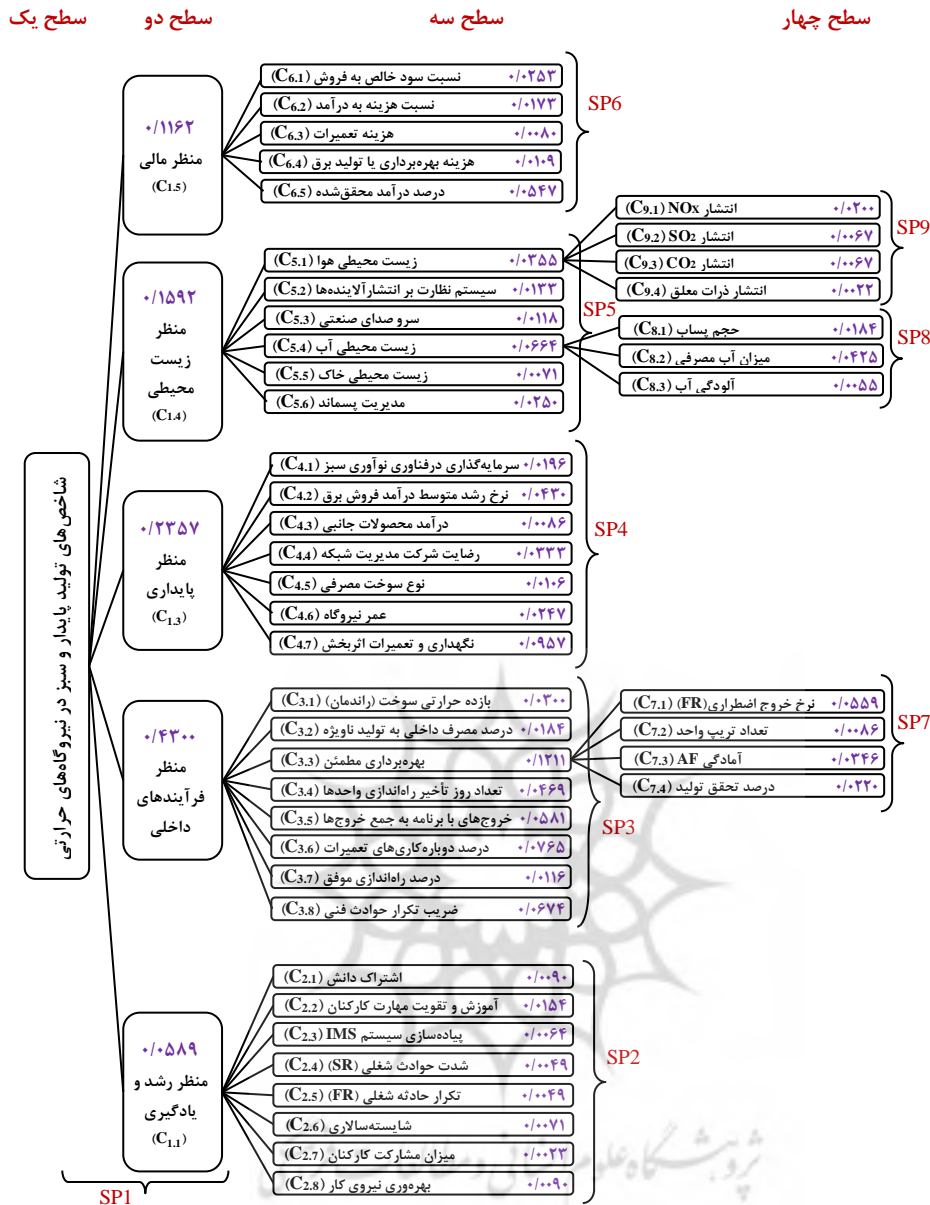 سطح یک
سطح دو
سطح سه
سطح چهار
شاخص‌های تولید پایدار و سبز در نیروگاه‌های حرارتی
۰/۱۱۶۲
منظر مالی
(C1.5)
نسبت سود خالص به فروش (C6.1) ۰/۰۲۵۳
نسبت هزینه به درآمد (C6.2) ۰/۰۱۷۳
هزینه تعمیرات (C6.3) ۰/۰۰۸۰
هزینه بهره‌برداری یا تولید برق (C6.4) ۰/۰۱۰۹
درصد درآمد محقق‌شده (C6.5) ۰/۰۵۴۷
SP6
۰/۱۵۹۲
منظر
زیست
محیطی
(C1.4)
زیست محیطی هوا (C5.1) ۰/۰۳۵۵
سیستم نظارت بر انتشارآلاینده‌ها (C5.2) ۰/۰۱۳۳
سرو صدای صنعتی (C5.3) ۰/۰۱۱۸
زیست محیطی آب (C5.4) ۰/۰۶۶۴
زیست محیطی خاک (C5.5) ۰/۰۰۷۱
مدیریت پسماند (C5.6) ۰/۰۲۵۰
SP5
انتشار NOx (C9.1) ۰/۰۲۰۰
انتشار SO2 (C9.2) ۰/۰۰۶۷
انتشار CO2 (C9.3) ۰/۰۰۶۷
انتشار ذرات معلق (C9.4) ۰/۰۰۲۲
SP9
حجم پساب (C8.1) ۰/۰۱۸۴
میزان آب مصرفی (C8.2) ۰/۰۴۲۵
آلودگی آب (C8.3) ۰/۰۰۵۵
SP8
۰/۲۳۵۷
منظر
پایداری
(C1.3)
سرمایه‌گذاری درفناوری نوآوری سبز (C4.1) ۰/۰۱۹۶
نرخ رشد متوسط درآمد فروش برق (C4.2) ۰/۰۴۳۰
درآمد محصولات جانبی (C4.3) ۰/۰۰۸۶
رضایت شرکت مدیریت شبکه (C4.4) ۰/۰۳۳۳
نوع سوخت مصرفی (C4.5) ۰/۰۱۰۶
عمر نیروگاه (C4.6) ۰/۰۲۴۷
نگهداری و تعمیرات اثربخش (C4.7) ۰/۰۹۵۷
SP4
۰/۴۳۰۰
منظر
فرآیندهای
داخلی
بازده حرارتی سوخت (راندمان) (C3.1) ۰/۰۳۰۰
درصد مصرف داخلی به تولید ناویژه (C3.2) ۰/۰۱۸۴
بهره‌برداری مطمئن (C3.3) ۰/۱۲۱۱
تعداد روز تأخیر راه‌اندازی واحدها (C3.4) ۰/۰۴۶۹
خروج‌های با برنامه به جمع خروج‌ها (C3.5) ۰/۰۵۸۱
درصد دوباره‌کاری‌های تعمیرات (C3.6) ۰/۰۷۶۵
درصد راه‌اندازی موفق (C3.7) ۰/۰۱۱۶
ضریب تکرار حوادث فنی (C3.8) ۰/۰۶۷۴
SP3
نرخ خروج اضطراری(FR) (C7.1) ۰/۰۵۵۹
تعداد تریپ واحد (C7.2) ۰/۰۰۸۶
آمادگی AF (C7.3) ۰/۰۳۴۶
درصد تحقق تولید (C7.4) ۰/۰۲۲۰
SP7
۰/۰۵۸۹
منظر رشد و
یادگیری
(C1.1)
اشتراک دانش (C2.1) ۰/۰۰۹۰
آموزش و تقویت مهارت کارکنان (C2.2) ۰/۰۱۵۴
پیاده‌سازی سیستم IMS (C2.3) ۰/۰۰۶۴
شدت حوادث شغلی (SR) (C2.4) ۰/۰۰۴۹
تکرار حادثه شغلی (FR) (C2.5) ۰/۰۰۴۹
شایسته‌سالاری (C2.6) ۰/۰۰۷۱
میزان مشارکت کارکنان (C2.7) ۰/۰۰۲۳
بهره‌وری نیروی کار (C2.8) ۰/۰۰۹۰
SP2
SP1